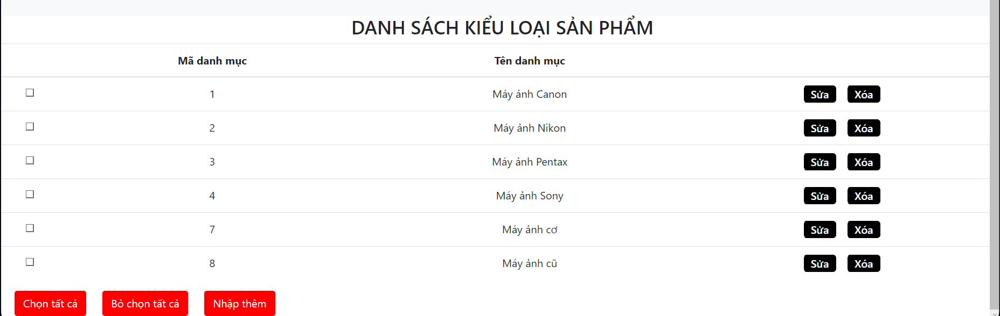 DANH SÁCH KIỂU LOẠI SẢN PHẨM
Mã danh mục Tên danh mục
1 Máy ảnh Canon Sửa Xóa
2 Máy ảnh Nikon Sửa Xóa
3 Máy ảnh Pentax Sửa Xóa
4 Máy ảnh Sony Sửa Xóa
7 Máy ảnh cơ Sửa Xóa
8 Máy ảnh cũ Sửa Xóa
Chọn tất cả Bỏ chọn tất cả Nhập thêm